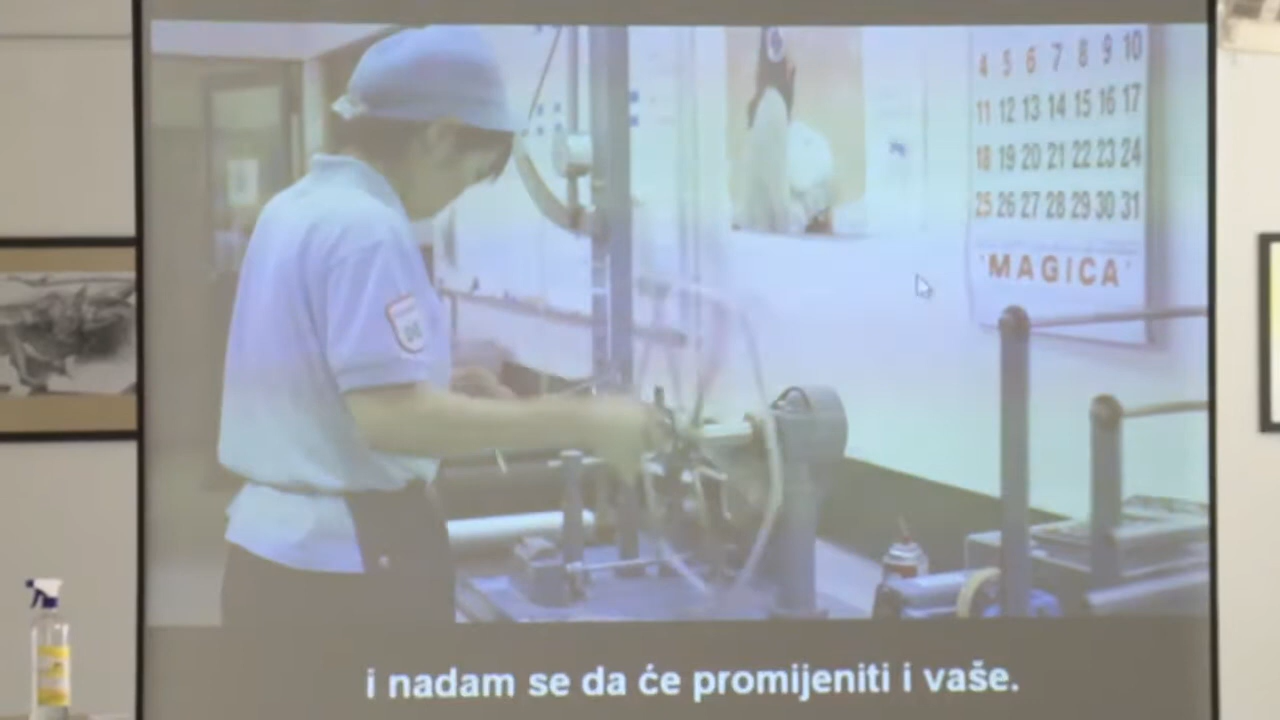 4 5 6 7 8 9 10
11 12 13 14 15 16 17
18 19 20 21 22 23 24
25 26 27 28 29 30 31
'MAGICA'
i nadam se da će promijeniti i vaše.